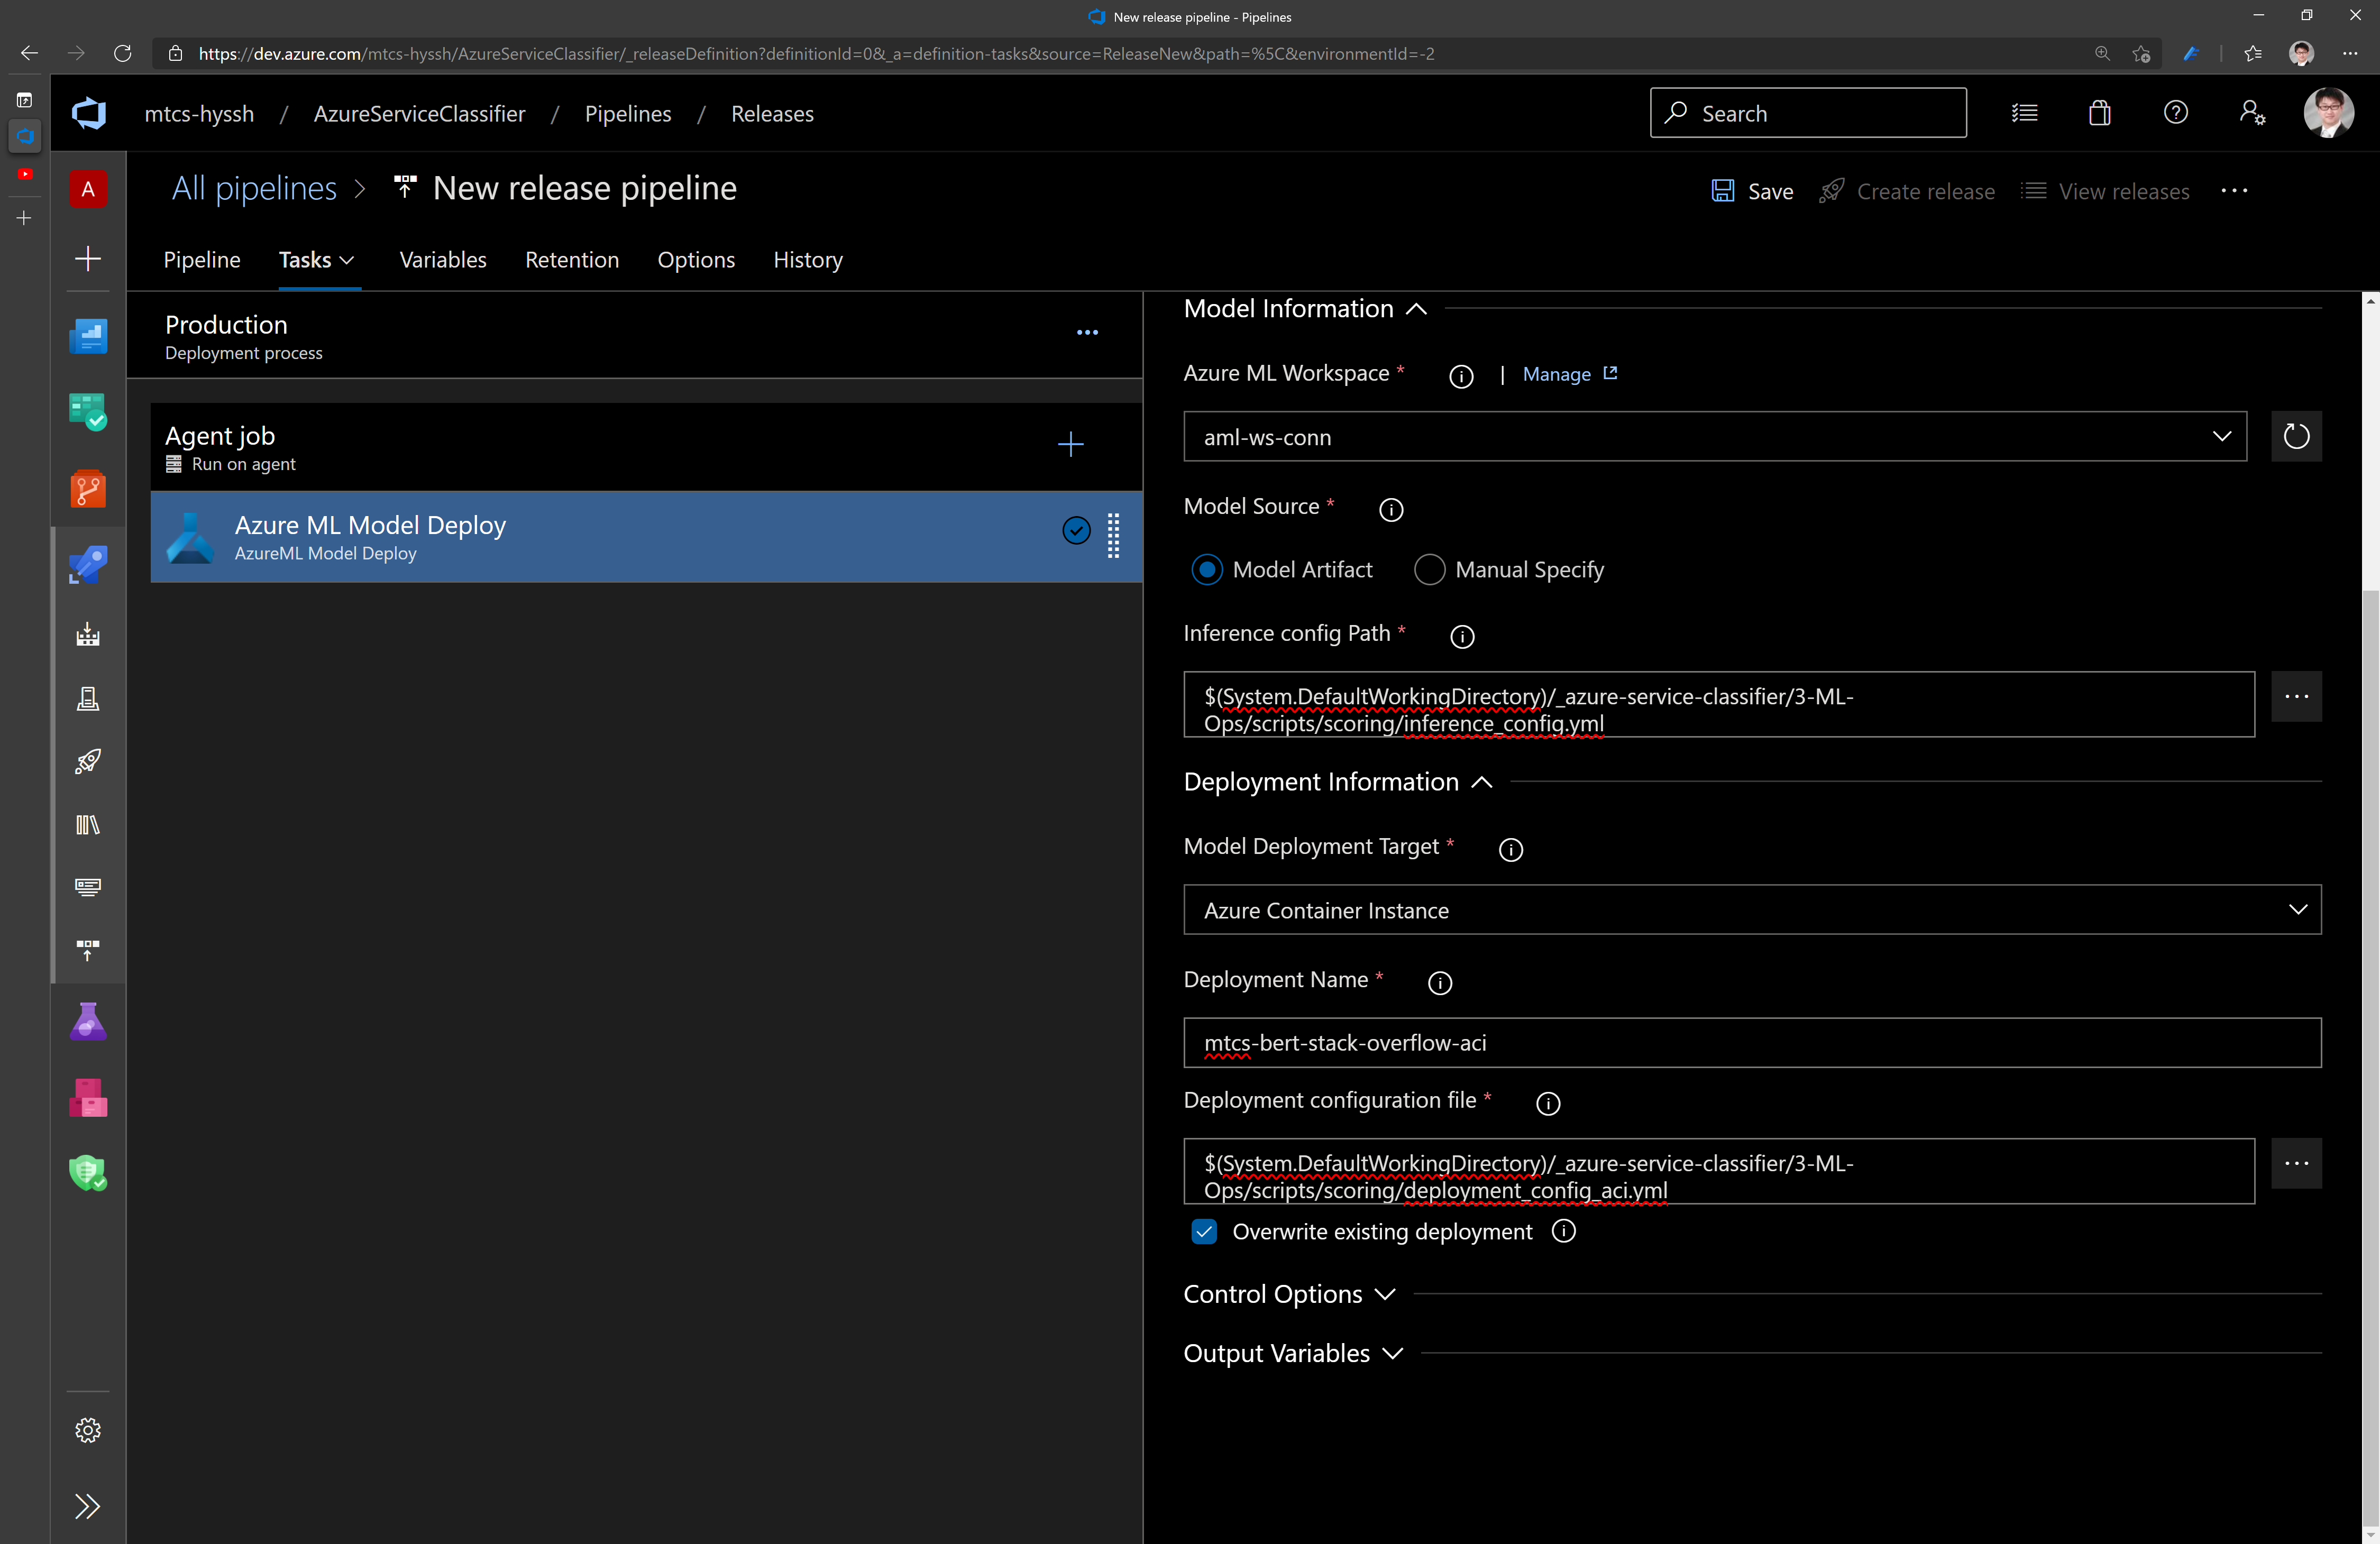 New release pipeline - Pipelines
https://dev.azure.com/mtcs-hyssh/AzureServiceClassifier/_releaseDefinition?definitionId=0&_a=definition-tasks&source=ReleaseNew&path=%5C&environmentId=-2
mtcs-hyssh / AzureServiceClassifier / Pipelines / Releases
Search
A
All pipelines > New release pipeline
Save
Create release
View releases
Pipeline
Tasks
Variables
Retention
Options
History
Production
Deployment process
Agent job
Run on agent
Azure ML Model Deploy
AzureML Model Deploy
Model Information
Azure ML Workspace *
| Manage
aml-ws-conn
Model Source *
Model Artifact
Manual Specify
Inference config Path *
$(System.DefaultWorkingDirectory)/_azure-service-classifier/3-ML-
Ops/scripts/scoring/inference_config.yml
Deployment Information
Model Deployment Target *
Azure Container Instance
Deployment Name *
mtcs-bert-stack-overflow-aci
Deployment configuration file *
$(System.DefaultWorkingDirectory)/_azure-service-classifier/3-ML-
Ops/scripts/scoring/deployment_config_aci.yml
Overwrite existing deployment
Control Options
Output Variables